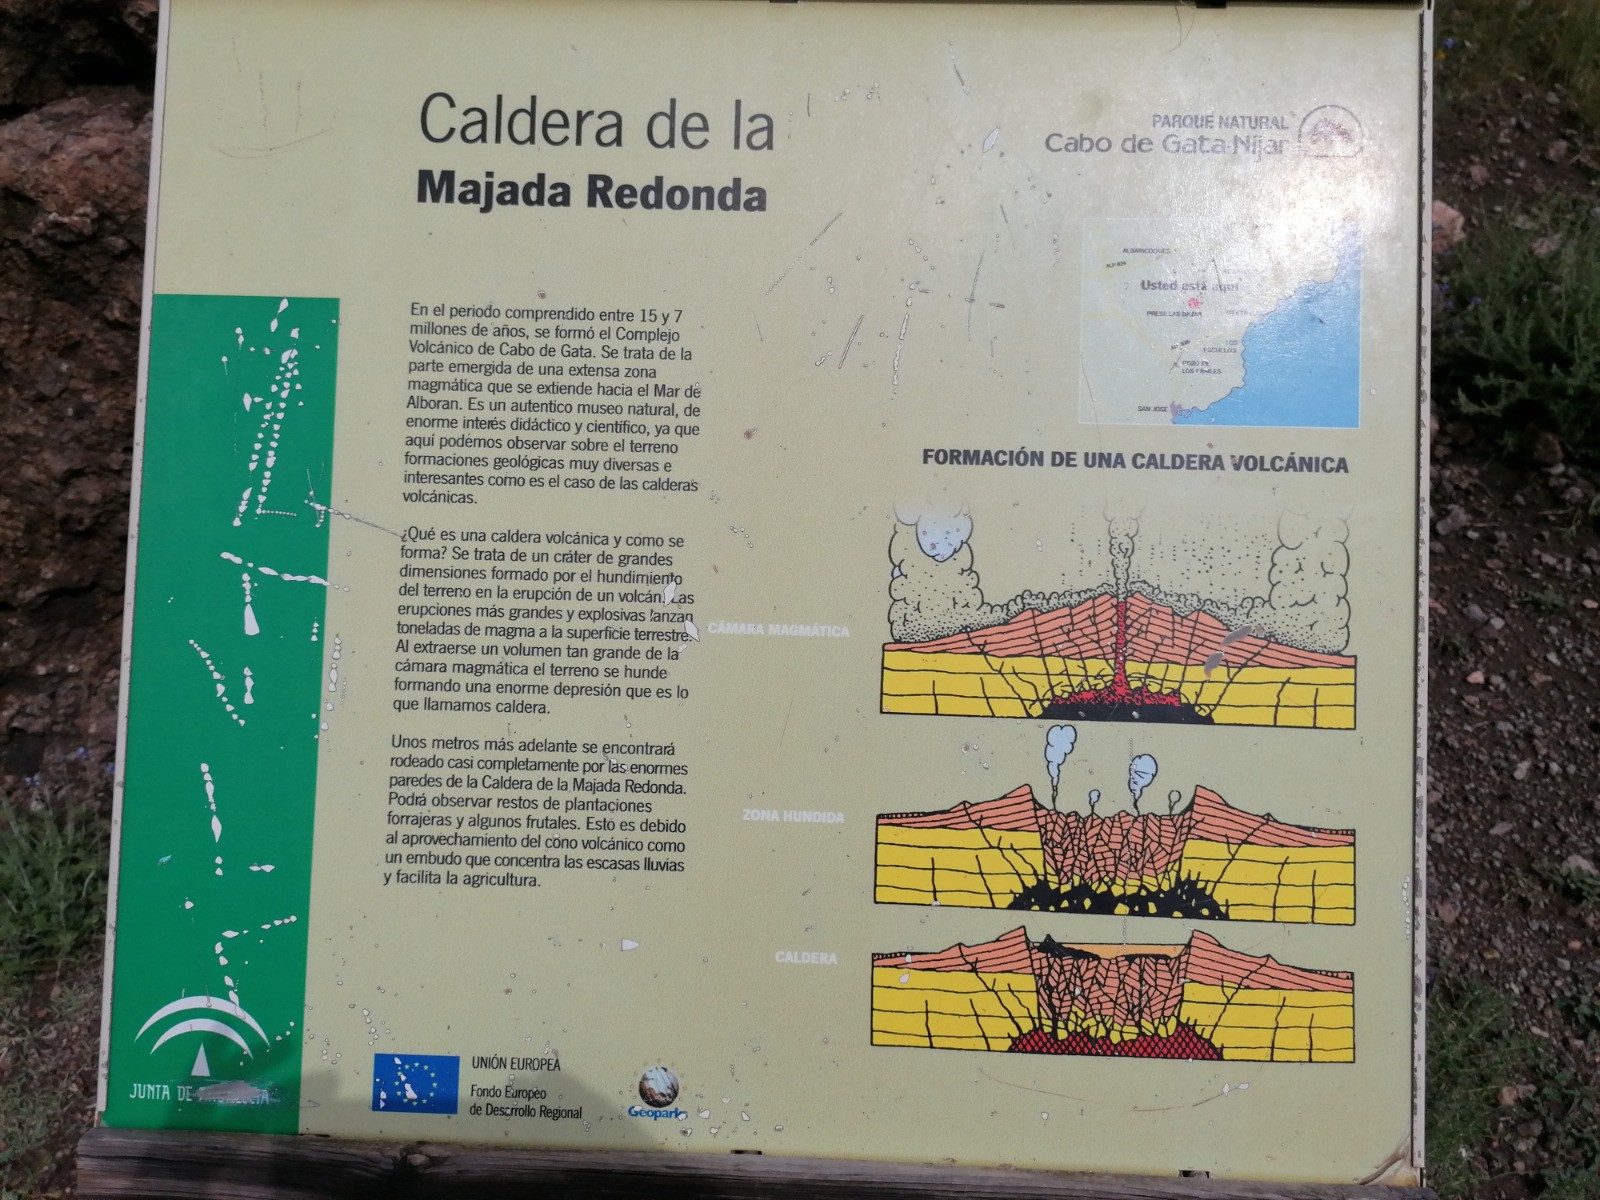 Caldera de la
Majada Redonda
PARQUE NATURAL
Cabo de Gata-Níjar
ALBARICOQUES
Usted está aquí
SAN JOSE
POZO DE
LOS FRAILES
En el periodo comprendido entre 15 y 7
millones de años, se formó el Complejo
Volcánico de Cabo de Gata. Se trata de la
parte emergida de una extensa zona
magmática que se extiende hacia el Mar de
Alboran. Es un autentico museo natural, de
enorme interés didáctico y científico, ya que
aquí podemos observar sobre el terreno
formaciones geológicas muy diversas e
interesantes como es el caso de las calderas
volcánicas.
¿Qué es una caldera volcánica y como se
forma? Se trata de un cráter de grandes
dimensiones formado por el hundimiento
del terreno en la erupción de un volcán. Las
erupciones más grandes y explosivas lanzan
toneladas de magma a la superficie terrestre.
Al extraerse un volumen tan grande de la
cámara magmática el terreno se hunde
formando una enorme depresión que es lo
que llamamos caldera.
Unos metros más adelante se encontrará
rodeado casi completamente por las enormes
paredes de la Caldera de la Majada Redonda.
Podrá observar restos de plantaciones
forrajeras y algunos frutales. Esto es debido
al aprovechamiento del cono volcánico como
un embudo que concentra las escasas lluvias
y facilita la agricultura.
FORMACIÓN DE UNA CALDERA VOLCÁNICA
CÁMARA MAGMÁTICA
ZONA HUNDIDA
CALDERA
JUNTA DE
UNIÓN EUROPEA
Fondo Europeo
de Desarrollo Regional
Geopark